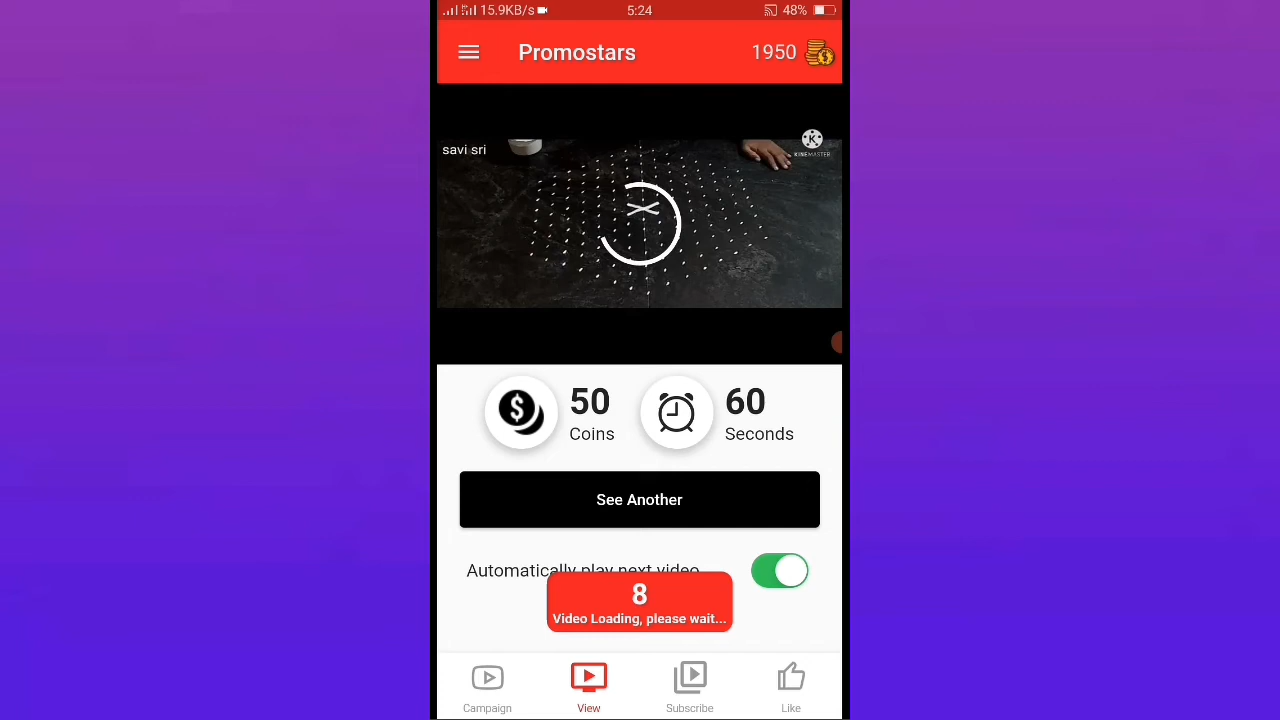 15.9KB/s
5:24
48%
Promostars
1950
savi sri
KINEMASTER
50
Coins
60
Seconds
See Another
Automatically play next video
8
Video Loading, please wait...
Campaign
View
Subscribe
Like